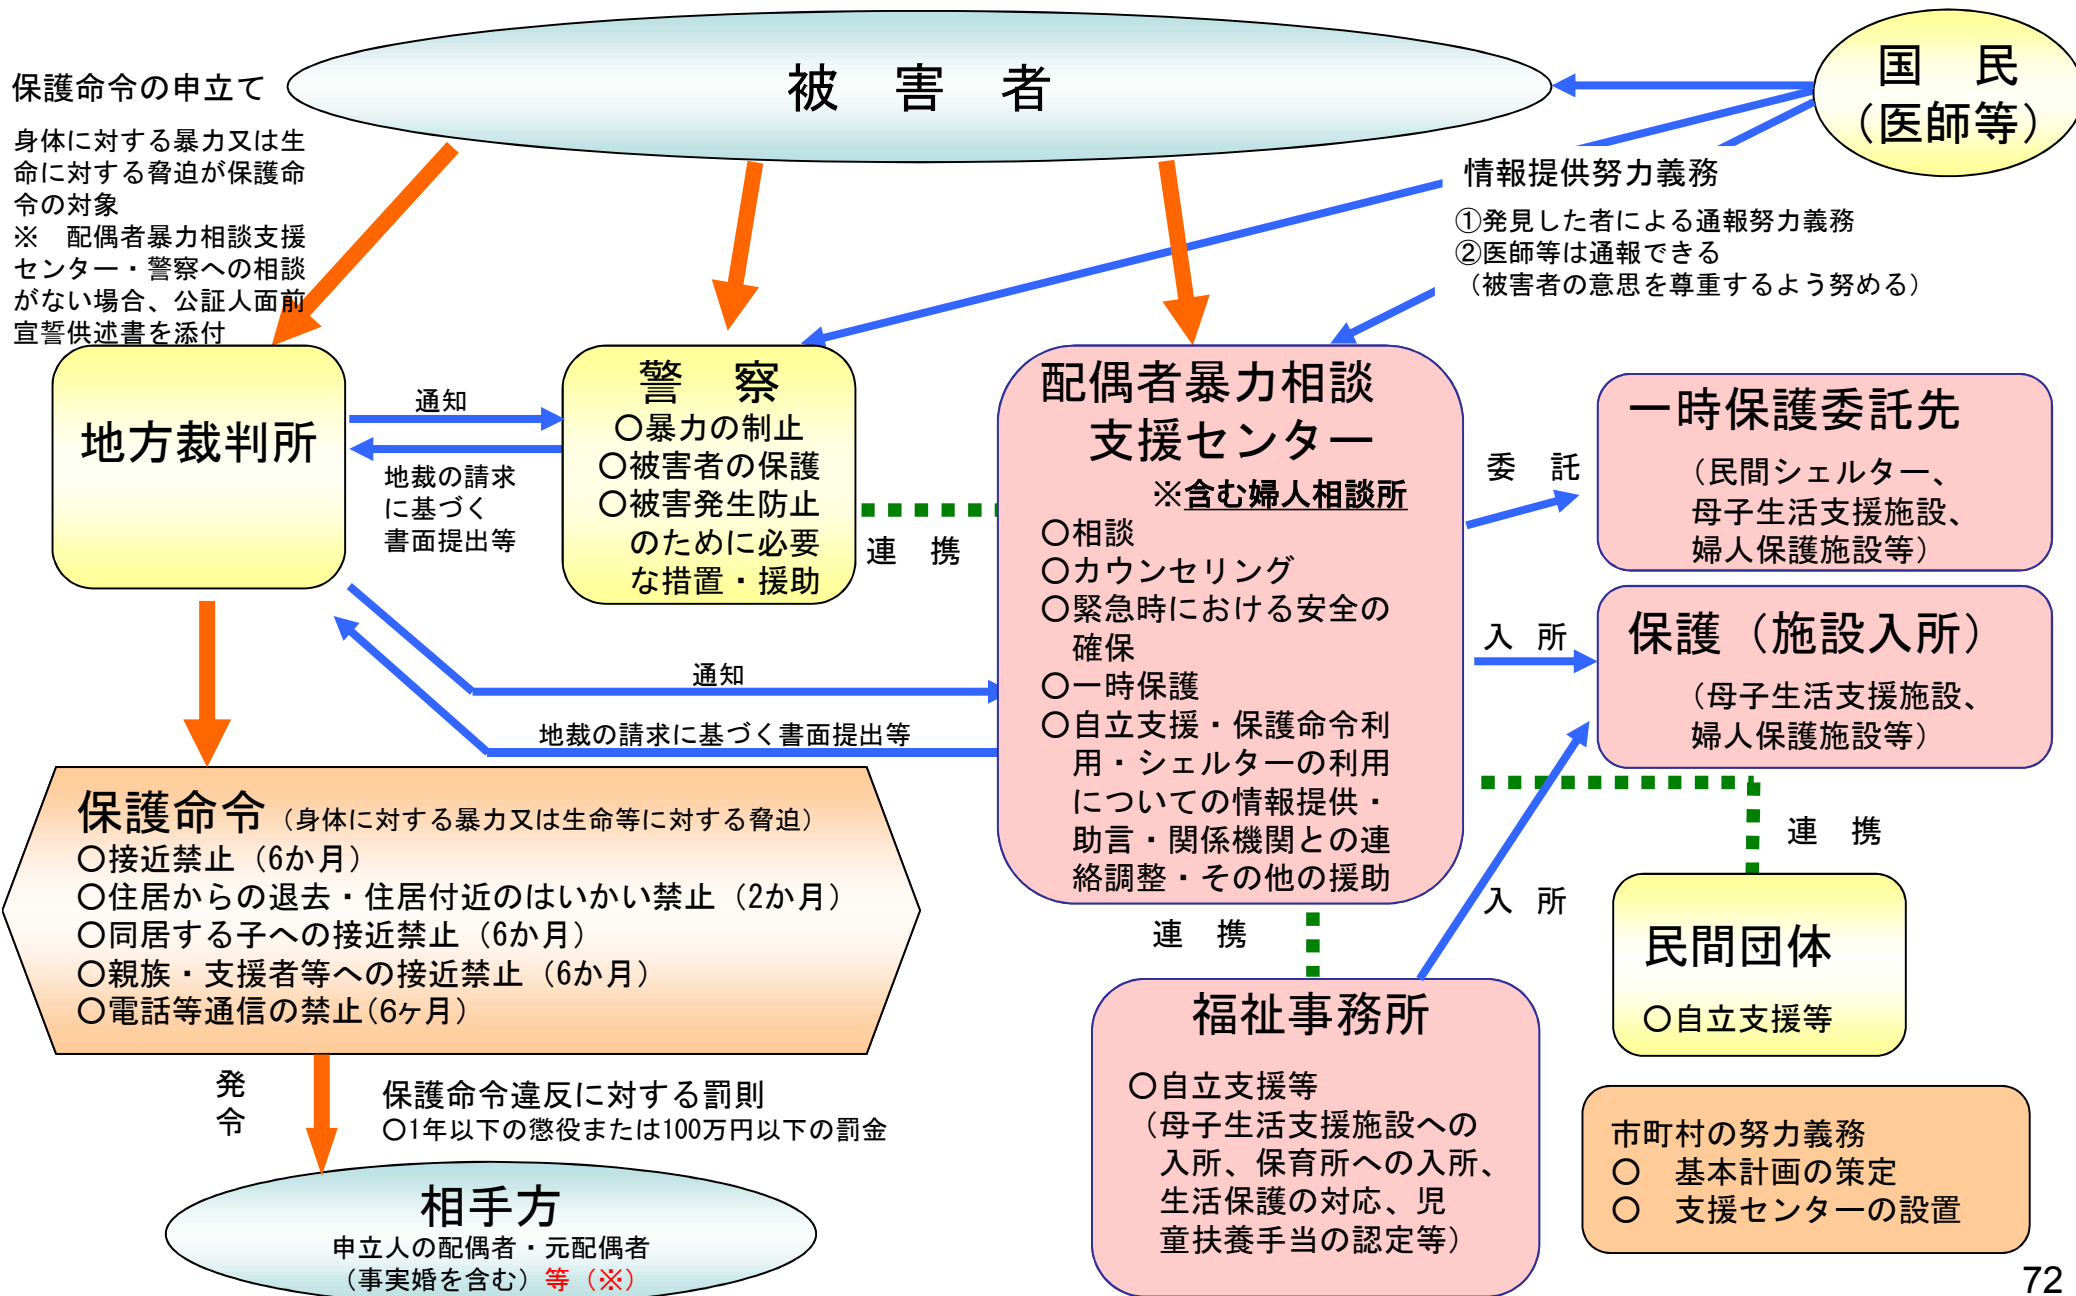 被　害　者
国　民
（医師等）
保護命令の申立て
身体に対する暴力又は生
命に対する脅迫が保護命
令の対象
※　配偶者暴力相談支援
センター・警察への相談
がない場合、公証人面前
宣誓供述書を添付
情報提供努力義務
①発見した者による通報努力義務
②医師等は通報できる
（被害者の意思を尊重するよう努める）
地方裁判所
通知
地裁の請求
に基づく
書面提出等
警　察
○暴力の制止
○被害者の保護
○被害発生防止
のために必要
な措置・援助
連　携
配偶者暴力相談
支援センター
※含む婦人相談所
○相談
○カウンセリング
○緊急時における安全の
確保
○一時保護
○自立支援・保護命令利
用・シェルターの利用
についての情報提供・
助言・関係機関との連
絡調整・その他の援助
委　託
一時保護委託先
（民間シェルター、
母子生活支援施設、
婦人保護施設等）
入　所
保護（施設入所）
（母子生活支援施設、
婦人保護施設等）
通知
地裁の請求に基づく書面提出等
保護命令（身体に対する暴力又は生命等に対する脅迫）
○接近禁止（6か月）
○住居からの退去・住居付近のはいかい禁止（2か月）
○同居する子への接近禁止（6か月）
○親族・支援者等への接近禁止（6か月）
○電話等通信の禁止(6ヶ月)
連　携
入　所
連　携
民間団体
○自立支援等
福祉事務所
○自立支援等
（母子生活支援施設への
入所、保育所への入所、
生活保護の対応、児
童扶養手当の認定等）
発
令
保護命令違反に対する罰則
○1年以下の懲役または100万円以下の罰金
相手方
申立人の配偶者・元配偶者
（事実婚を含む）等（※）
市町村の努力義務
○　基本計画の策定
○　支援センターの設置
72